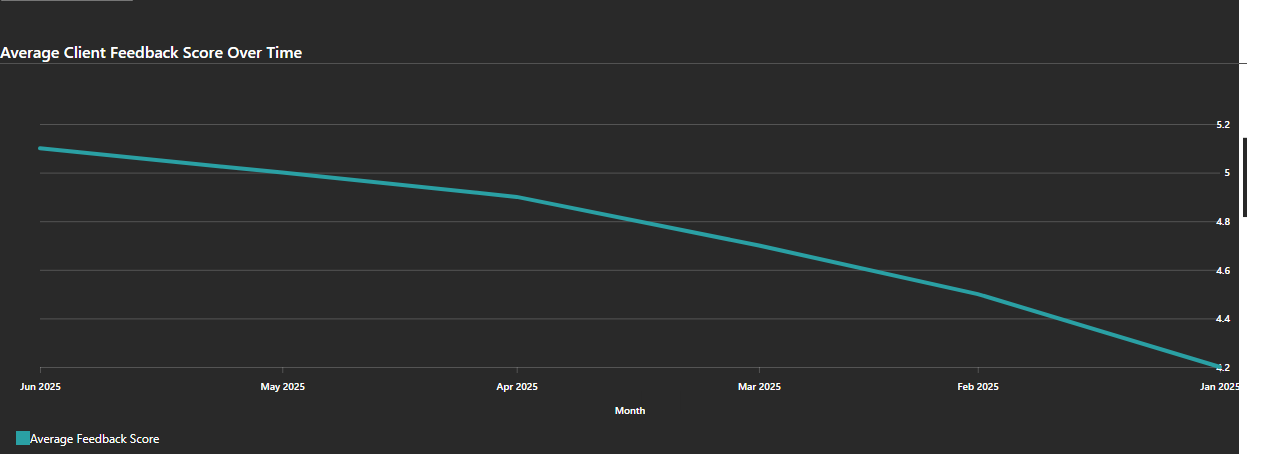 Average Client Feedback Score Over Time
5.2
5
4.8
4.6
4.4
4.2
Jun 2025 May 2025 Apr 2025 Mar 2025 Feb 2025 Jan 2025
Month
Average Feedback Score